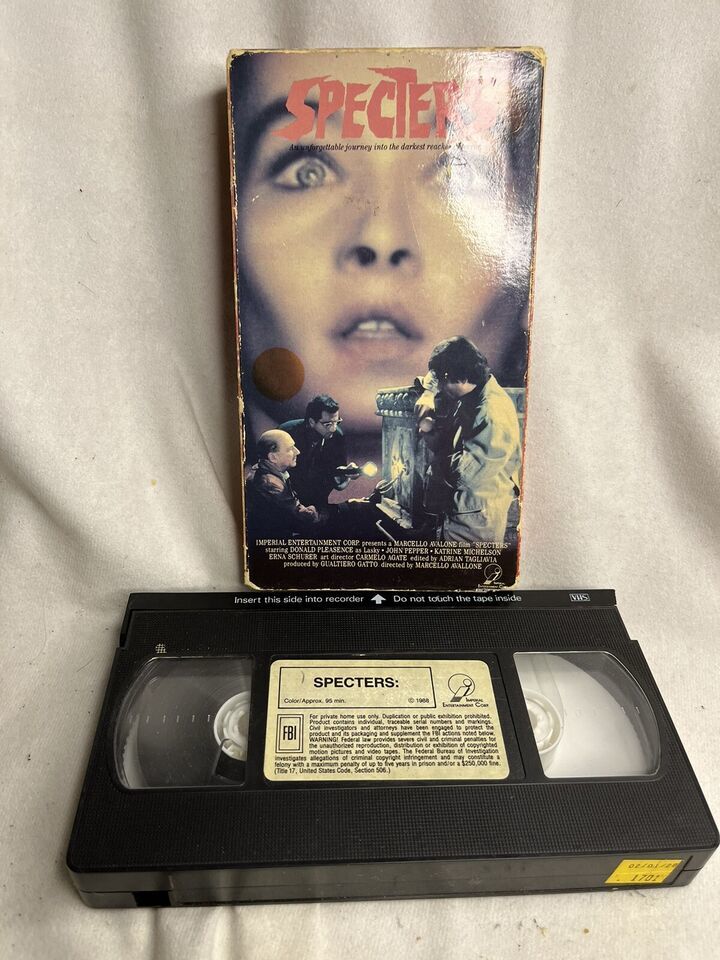 SPECTERS
An unforgettable journey into the darkest reaches
IMPERIAL ENTERTAINMENT CORP. presents a MARCELLO AVALONE film "SPECTERS"
starring DONALD PLEASENCE as Lasky • JOHN PEPPER • KATRINE MICHELSON
ERNA SCHURER art director CARMELO AGATE edited by ADRIAN TAGLIAVIA
produced by GUALTIERO GATTO. directed by MARCELLO AVALLONE
Insert this side into recorder Do not touch the tape inside VHS
SPECTERS:
Color/Approx. 95 min. © 1988
IMPERIAL
ENTERTAINMENT CORP.
FBI
For private home use only. Duplication or public exhibition prohibited.
Product contains individual, traceable serial numbers and markings.
Civil investigators and attorneys have been engaged to protect this
product and its packaging and supplement the FBI actions noted below.
WARNING! Federal law provides severe civil and criminal penalties for
the unauthorized reproduction, distribution or exhibition of copyrighted
motion pictures and video tapes. The Federal Bureau of Investigation
investigates allegations of criminal copyright infringement and may constitute a
felony with a maximum penalty of up to five years in prison and/or a $250,000 fine.
(Title 17, United States Code, Section 506.)
02/01/28
1701